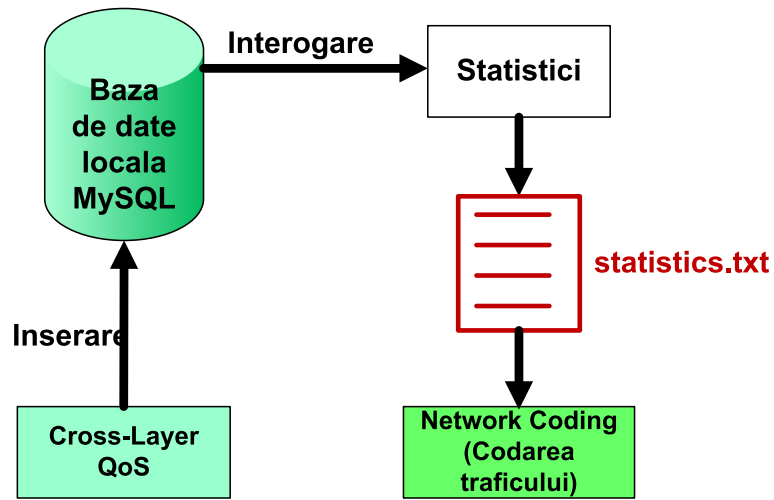 Interogare
Baza
de date
locala
MySQL
Statistici
statistics.txt
Inserare
Cross-Layer
QoS
Network Coding
(Codarea
traficului)